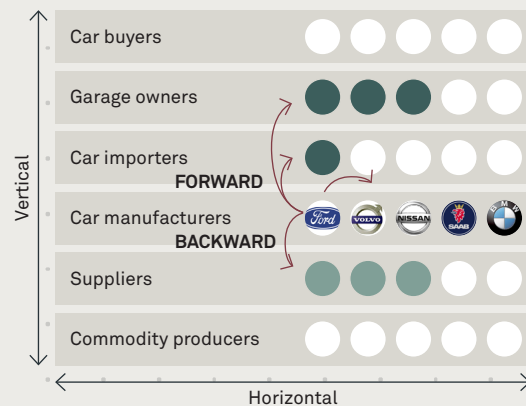 Car buyers
Garage owners
Car importers
FORWARD
Car manufacturers
Ford
VOLVO
NISSAN
SAAB
BMW
BACKWARD
Suppliers
Commodity producers
Vertical
Horizontal